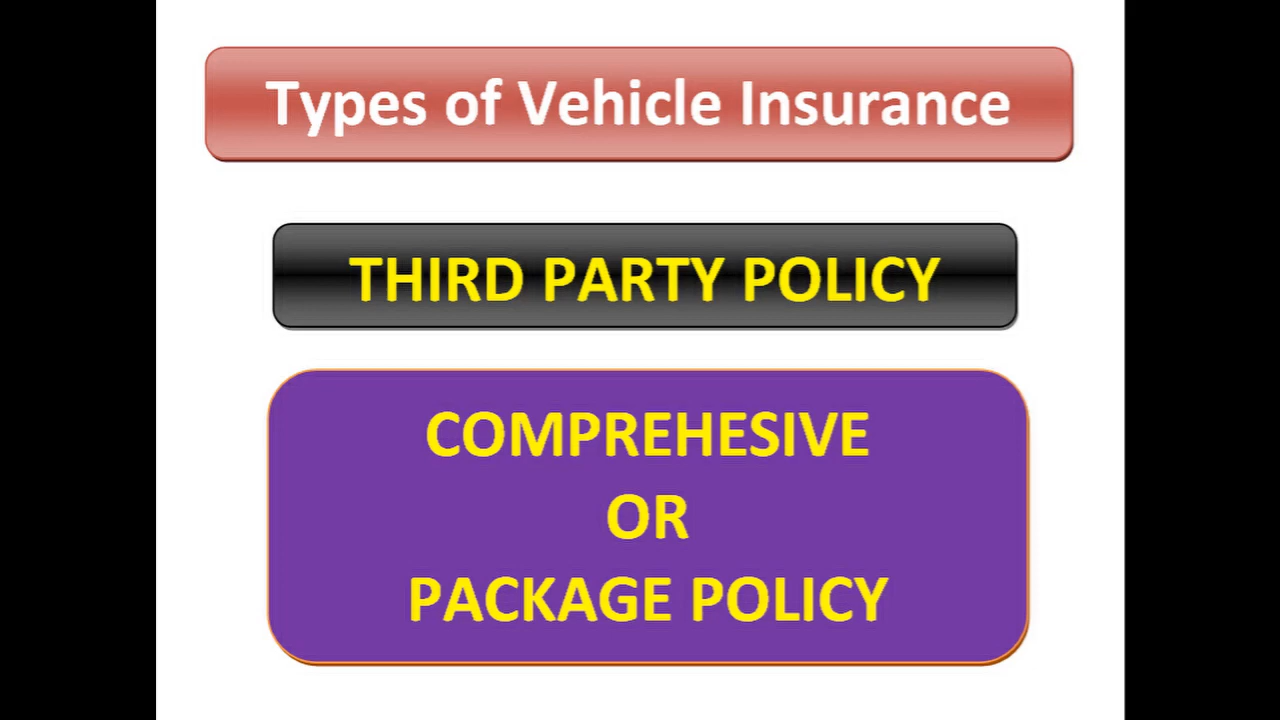 Types of Vehicle Insurance
THIRD PARTY POLICY
COMPREHESIVE
OR
PACKAGE POLICY